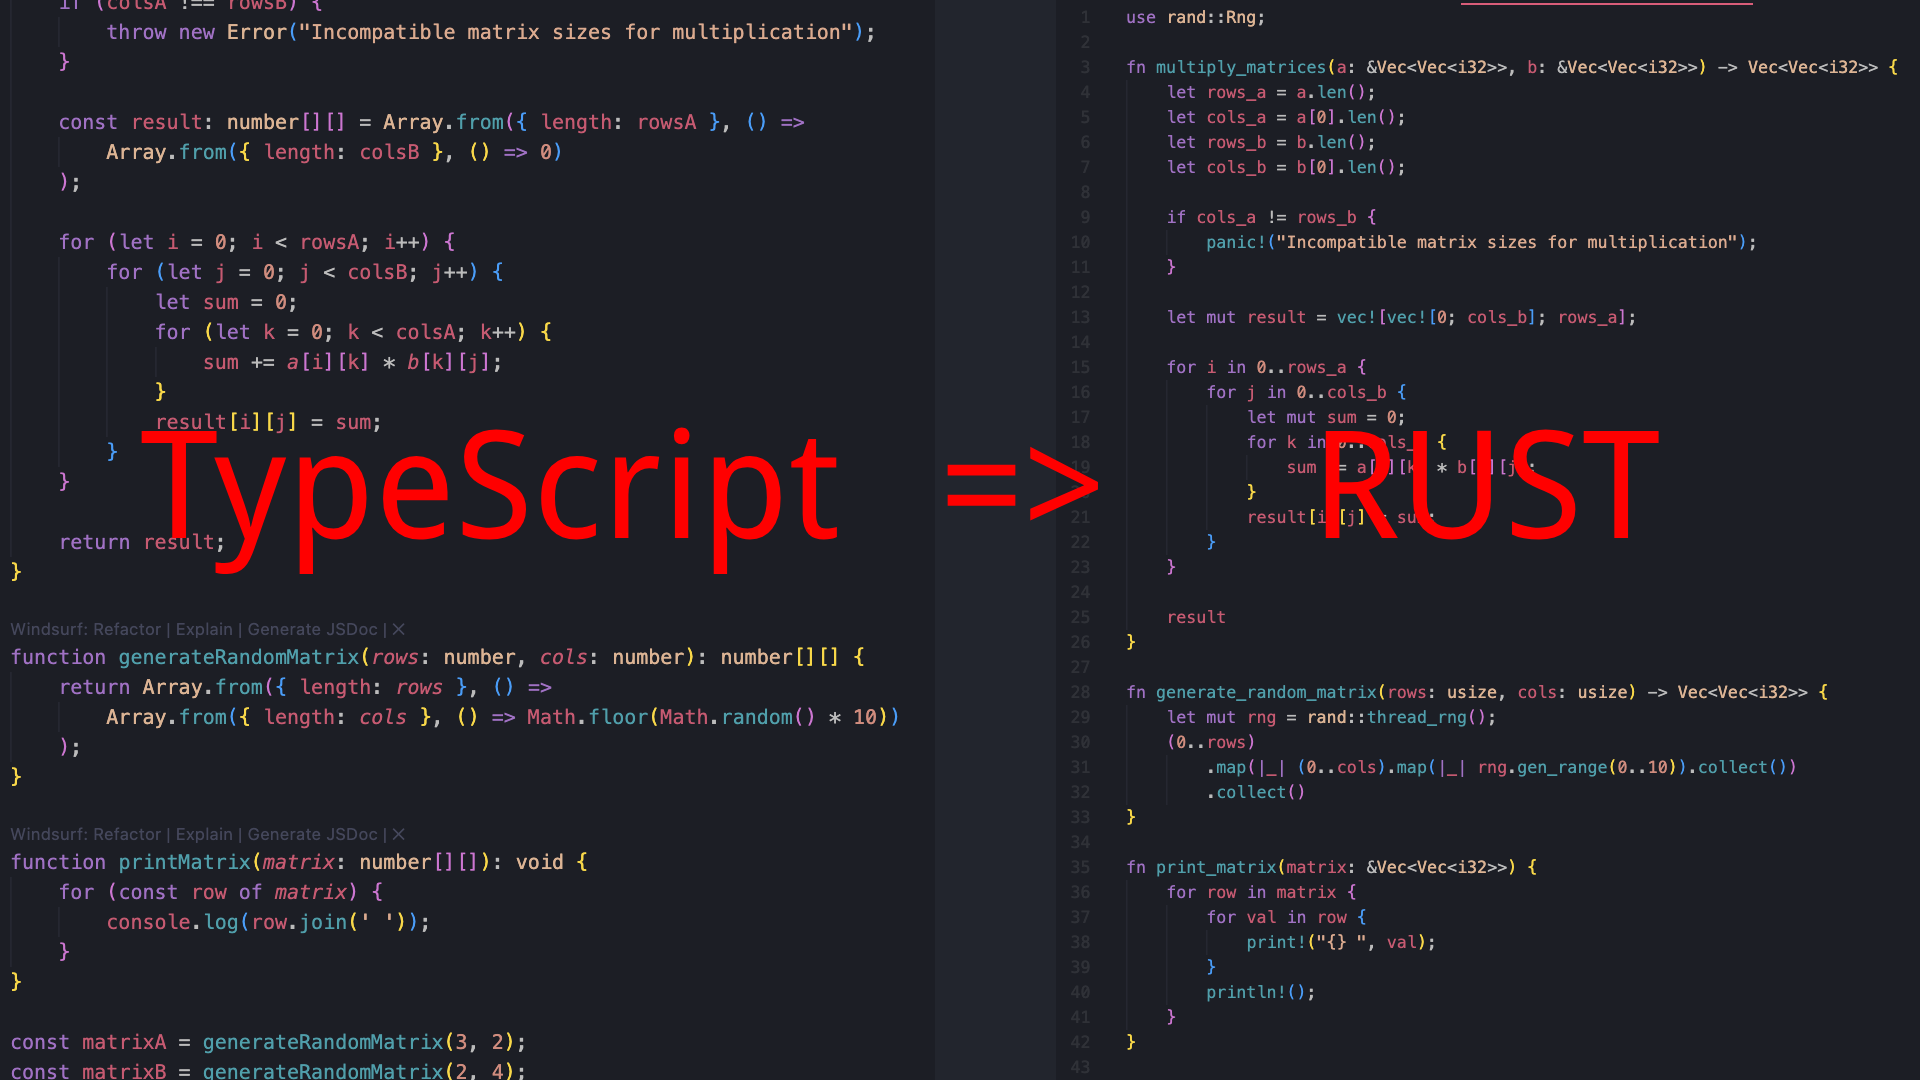 if (colsA !== rowsB) {
throw new Error("Incompatible matrix sizes for multiplication");
}
const result: number[][] = Array.from({ length: rowsA }, () =>
Array.from({ length: colsB }, () => 0)
);
for (let i = 0; i < rowsA; i++) {
for (let j = 0; j < colsB; j++) {
let sum = 0;
for (let k = 0; k < colsA; k++) {
sum += a[i][k] * b[k][j];
}
result[i][j] = sum;
}
}
return result;
}
Windsurf: Refactor | Explain | Generate JSDoc | X
function generateRandomMatrix(rows: number, cols: number): number[][] {
return Array.from({ length: rows }, () =>
Array.from({ length: cols }, () => Math.floor(Math.random() * 10))
);
}
Windsurf: Refactor | Explain | Generate JSDoc | X
function printMatrix(matrix: number[][]): void {
for (const row of matrix) {
console.log(row.join(' '));
}
}
const matrixA = generateRandomMatrix(3, 2);
const matrixB = generateRandomMatrix(2, 4);
TypeScript => RUST
1 use rand::Rng;
2
3 fn multiply_matrices(a: &Vec<Vec<i32>>, b: &Vec<Vec<i32>>) -> Vec<Vec<i32>> {
4 let rows_a = a.len();
5 let cols_a = a[0].len();
6 let rows_b = b.len();
7 let cols_b = b[0].len();
8
9 if cols_a != rows_b {
10 panic!("Incompatible matrix sizes for multiplication");
11 }
12
13 let mut result = vec![vec![0; cols_b]; rows_a];
14
15 for i in 0..rows_a {
16 for j in 0..cols_b {
17 let mut sum = 0;
18 for k in {
19 sum = * 
}
21 result
22 }
23 }
24
25 result
26 }
27
28 fn generate_random_matrix(rows: usize, cols: usize) -> Vec<Vec<i32>> {
29 let mut rng = rand::thread_rng();
30 (0..rows)
31 .map(|_| (0..cols).map(|_| rng.gen_range(0..10)).collect())
32 .collect()
33 }
34
35 fn print_matrix(matrix: &Vec<Vec<i32>>) {
36 for row in matrix {
37 for val in row {
38 print!("{} ", val);
39 }
40 println!();
41 }
42 }
43